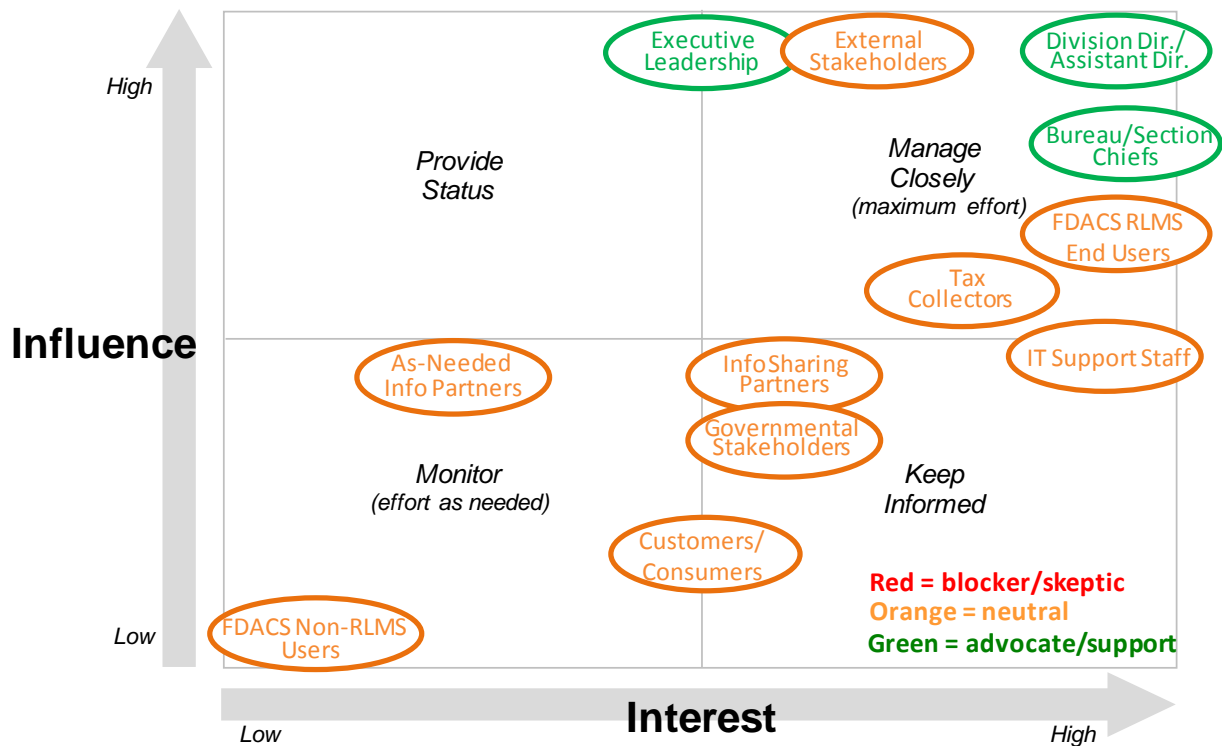 Executive
Leadership
External
Stakeholders
Division Dir./
Assistant Dir.
High
Bureau/Section
Chiefs
Provide
Status
Manage
Closely
(maximum effort)
FDACS RLMS
End Users
Tax
Collectors
Influence
As-Needed
Info Partners
Info Sharing
Partners
IT Support Staff
Governmental
Stakeholders
Monitor
(effort as needed)
Keep
Informed
Customers/
Consumers
Red = blocker/skeptic
Orange = neutral
Green = advocate/support
Low
FDACS Non-RLMS
Users
Low
Interest
High